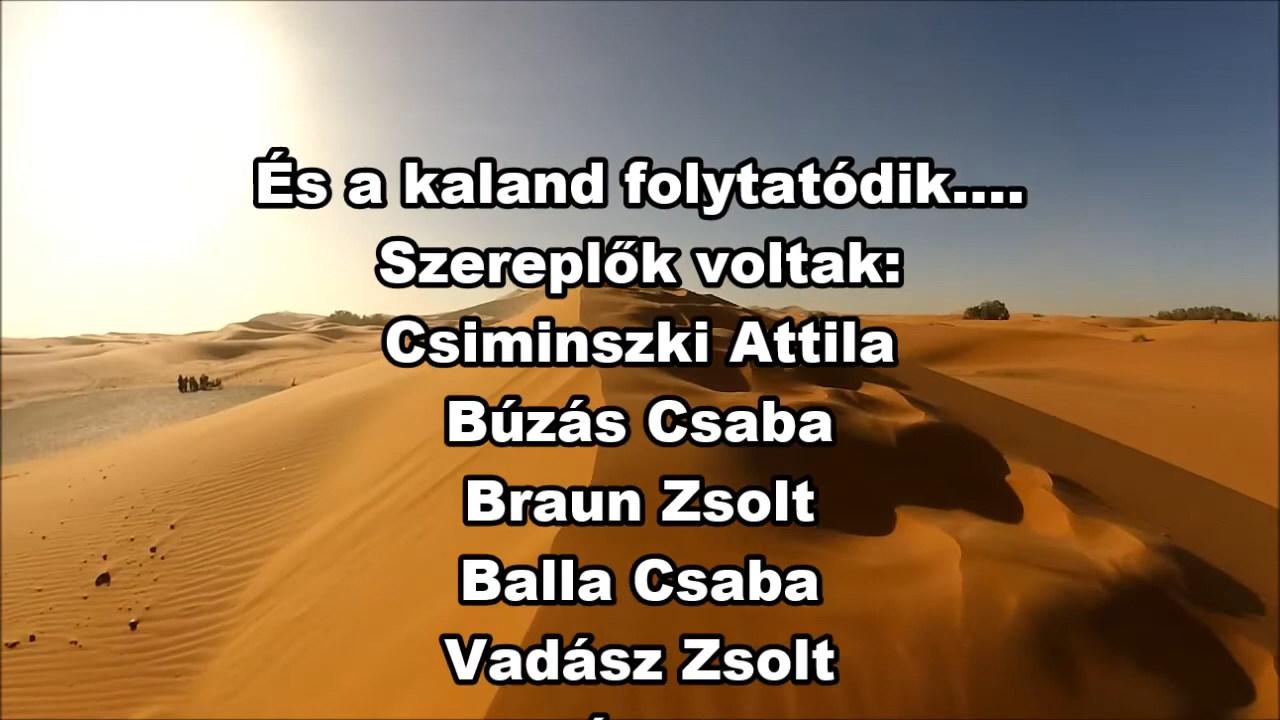 És a kaland folytatódik....
Szereplők voltak:
Csiminszki Attila
Búzás Csaba
Braun Zsolt
Balla Csaba
Vadász Zsolt